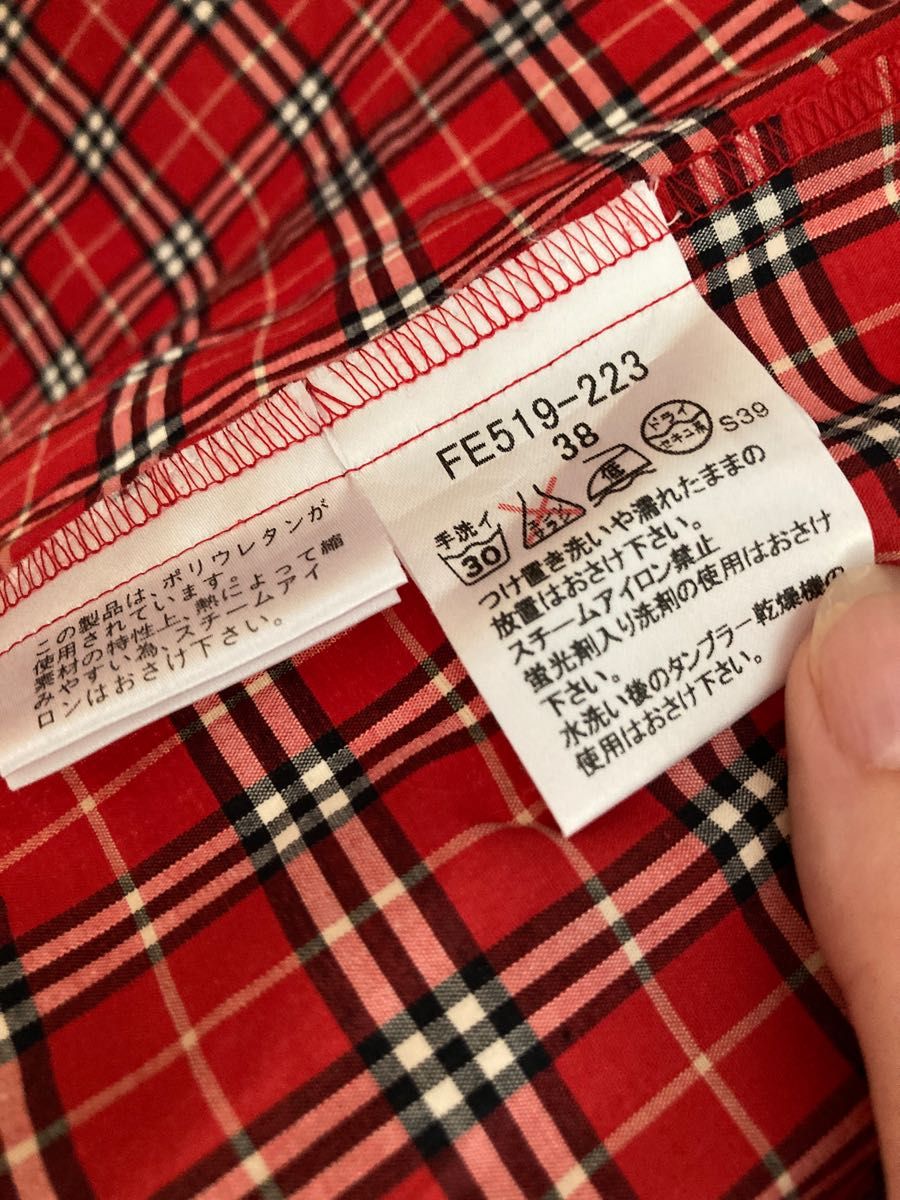 FE519-223
38
手洗イ
30
エンソ
サラシ
低
ドライ
セキユ系
S39
つけ置き洗いや濡れたままの
放置はおさけ下さい。
スチームアイロン禁止
蛍光剤入り洗剤の使用はおさけ
下さい。
水洗い後のタンブラー乾燥機の
使用はおさけ下さい。
この製品は、ポリウレタンが
使用されています。
素材の特性上、熱によって縮
みやすい為、スチームアイ
ロンはおさけ下さい。